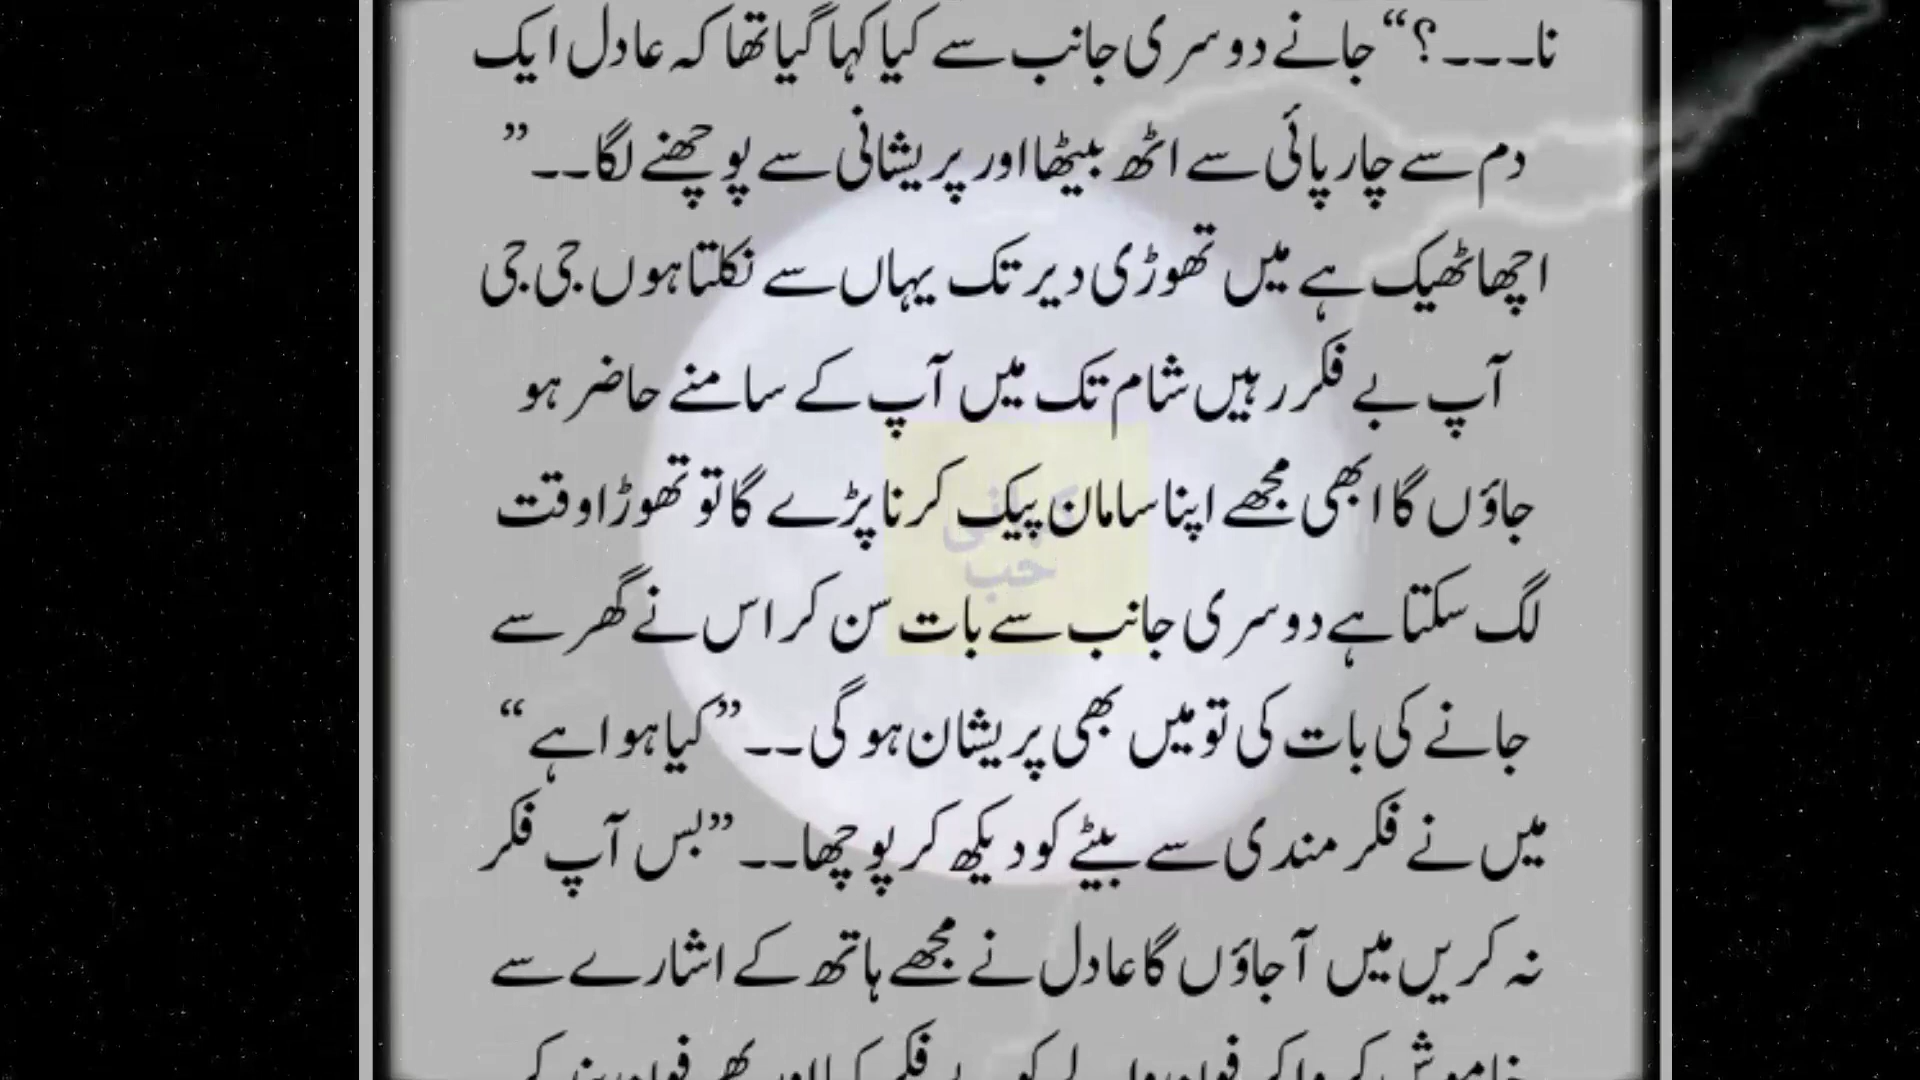 نا۔۔۔۔؟“ جانے دوسری جانب سے کیا کہا گیا تھا کہ عادل ایک
دم سے چارپائی سے اٹھ بیٹھا اور پریشانی سے پوچھنے لگا۔۔ ”
اچھا ٹھیک ہے میں تھوڑی دیر تک یہاں سے نکلتا ہوں جی جی
آپ بے فکر رہیں شام تک میں آپ کے سامنے حاضر ہو
جاؤں گا ابھی مجھے اپنا سامان پیک کرنا پڑے گا تو تھوڑا وقت
لگ سکتا ہے دوسری جانب سے بات سن کر اس نے گھر سے
جانے کی بات کی تو میں بھی پریشان ہو گی۔۔ ”کیا ہوا ہے“
میں نے فکر مندی سے بیٹے کو دیکھ کر پوچھا۔۔ ”بس آپ فکر
نہ کریں میں آ جاؤں گا عادل نے مجھے ہاتھ کے اشارے سے